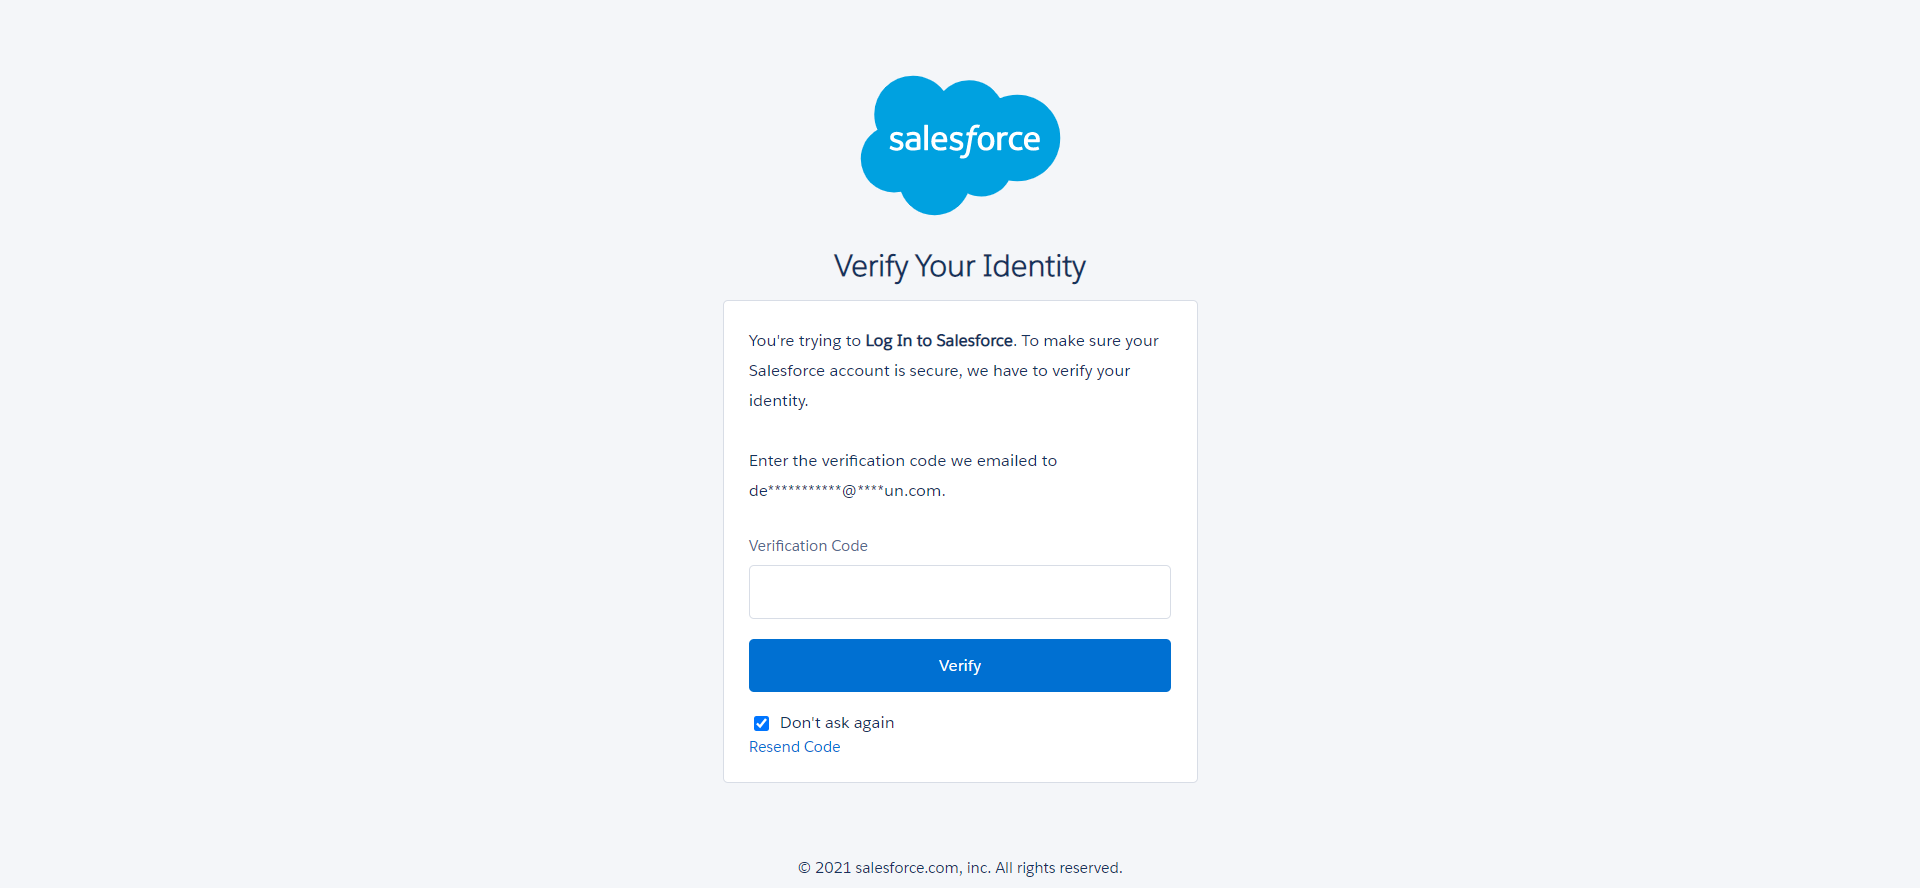 salesforce
Verify Your Identity
You're trying to Log In to Salesforce. To make sure your
Salesforce account is secure, we have to verify your
identity.
Enter the verification code we emailed to
de***********@****un.com.
Verification Code
Verify
Don't ask again
Resend Code
© 2021 salesforce.com, inc. All rights reserved.